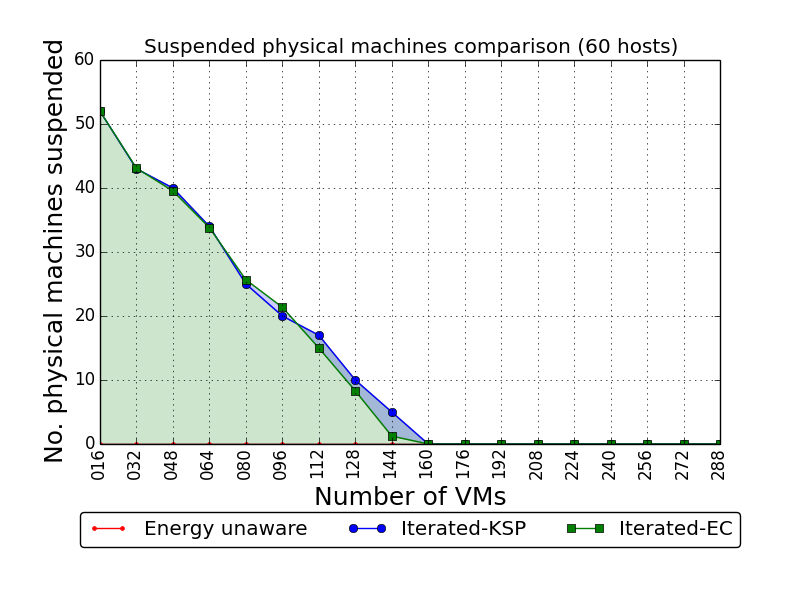 Suspended physical machines comparison (60 hosts)
No. physical machines suspended
60
50
40
30
20
10
0
016 032 048 064 080 096 112 128 144 160 176 192 208 224 240 256 272 288
Number of VMs
Energy unaware Iterated-KSP Iterated-EC